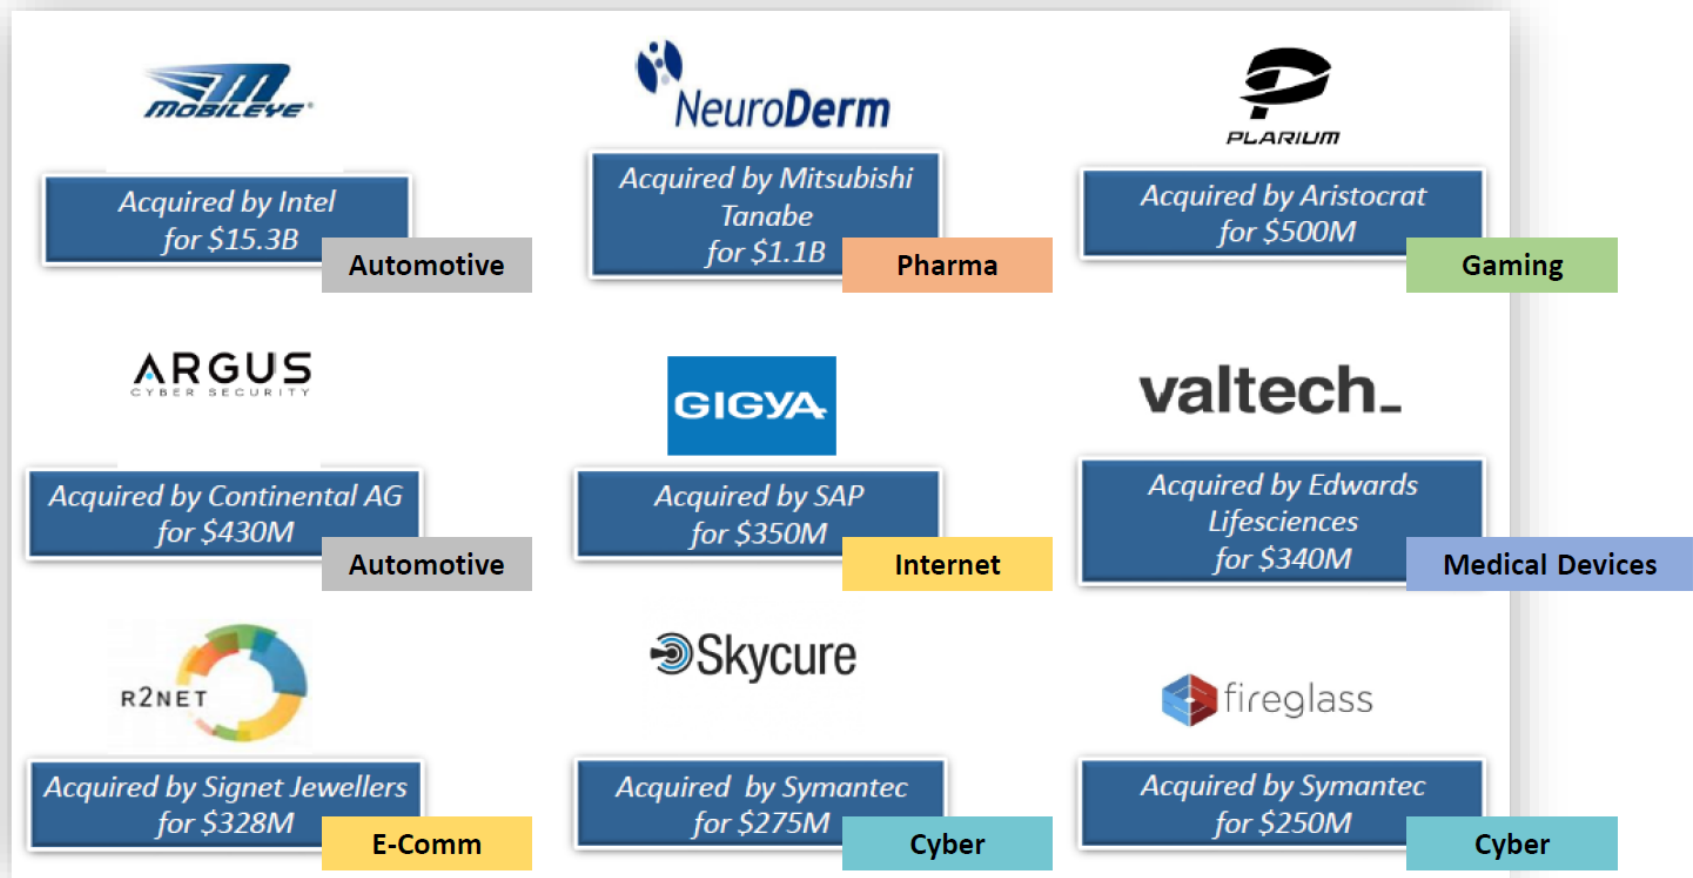 MOBILEYE®
NeuroDerm
PLARIUM
Acquired by Intel
for $15.3B
Automotive
Acquired by Mitsubishi
Tanabe
for $1.1B
Pharma
Acquired by Aristocrat
for $500M
Gaming
ARGUS
CYBER SECURITY
GIGYA
valtech_
Acquired by Continental AG
for $430M
Automotive
Acquired by SAP
for $350M
Internet
Acquired by Edwards
Lifesciences
for $340M
Medical Devices
R2NET
Skycure
fireglass
Acquired by Signet Jewellers
for $328M
E-Comm
Acquired by Symantec
for $275M
Cyber
Acquired by Symantec
for $250M
Cyber